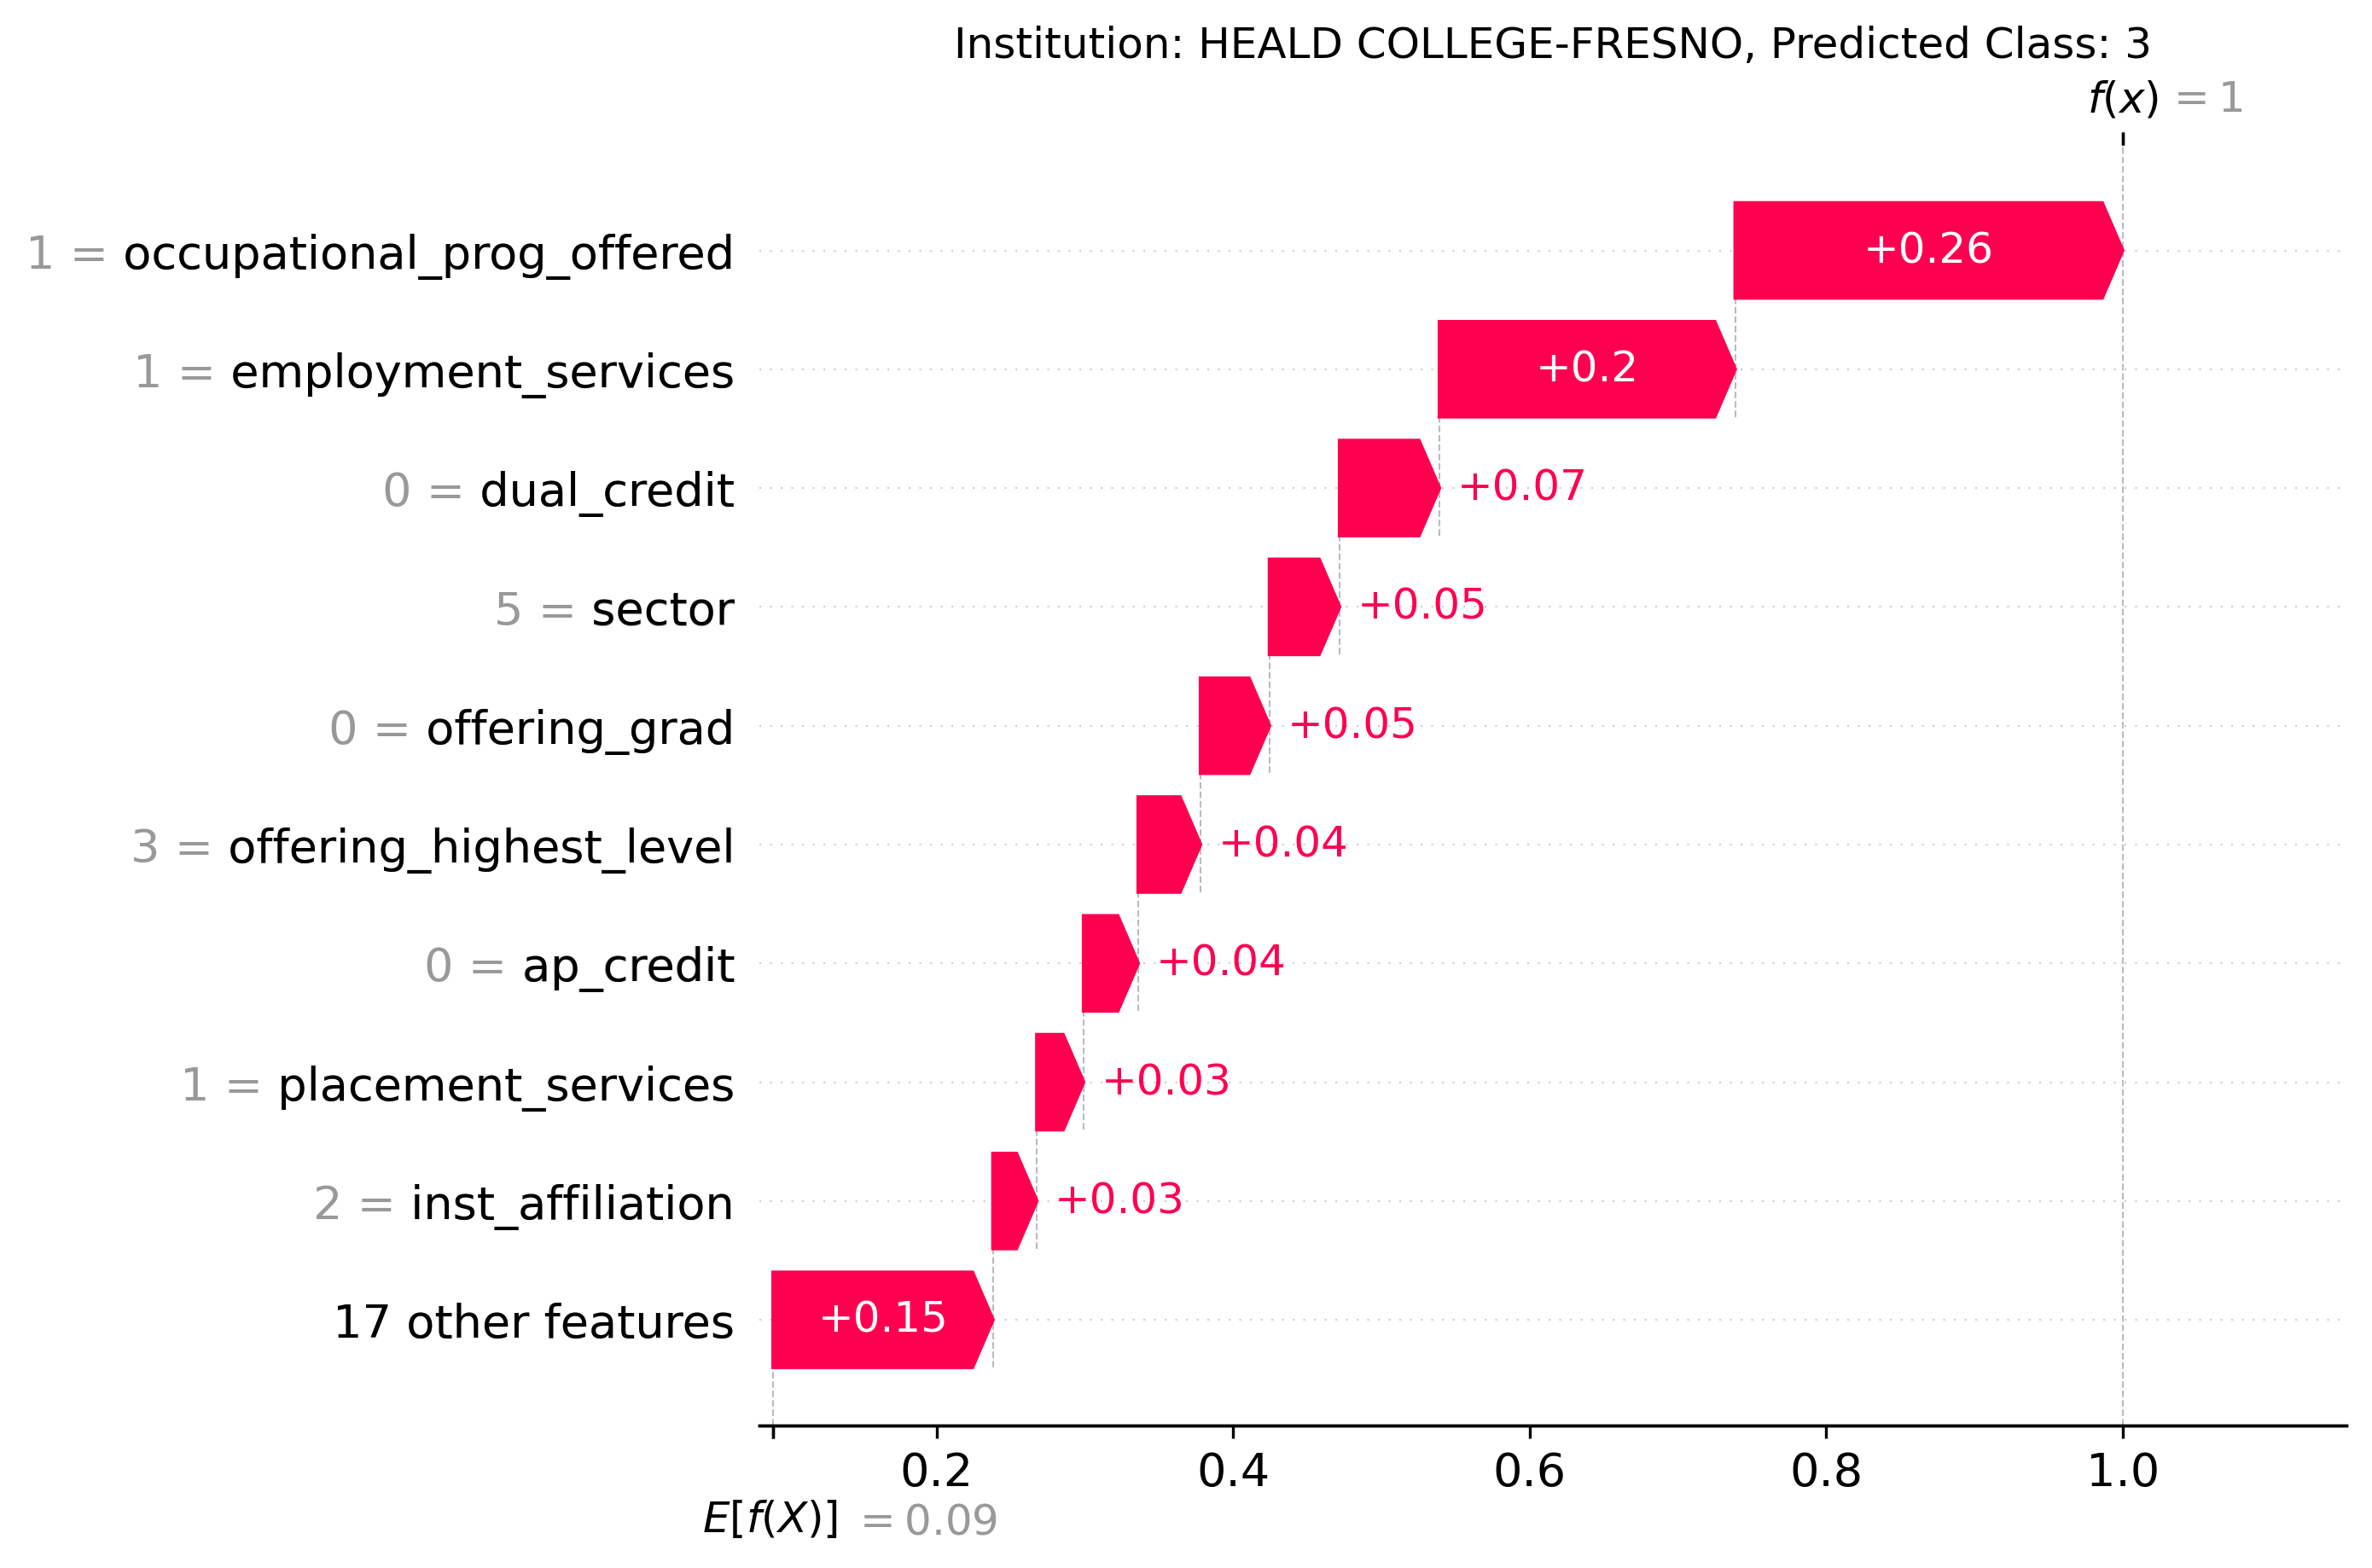 Institution: HEALD COLLEGE-FRESNO, Predicted Class: 3
f(x) = 1
1 = occupational_prog_offered +0.26
1 = employment_services +0.2
0 = dual_credit +0.07
5 = sector +0.05
0 = offering_grad +0.05
3 = offering_highest_level +0.04
0 = ap_credit +0.04
1 = placement_services +0.03
2 = inst_affiliation +0.03
17 other features +0.15
0.2 0.4 0.6 0.8 1.0
E[f(X)] = 0.09